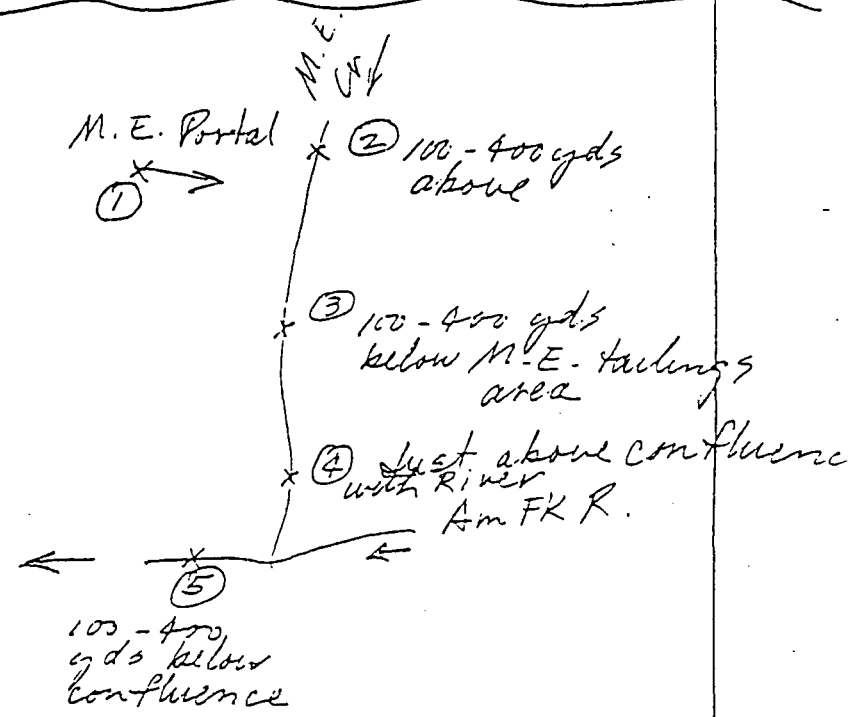 M.E.
Cr
M.E. Portal
①
② 100-400 yds
above
③ 100-400 yds
below M.E. tailings
area
④ Just above confluenc
with River
Am FK R.
⑤
100-400
yds below
confluence